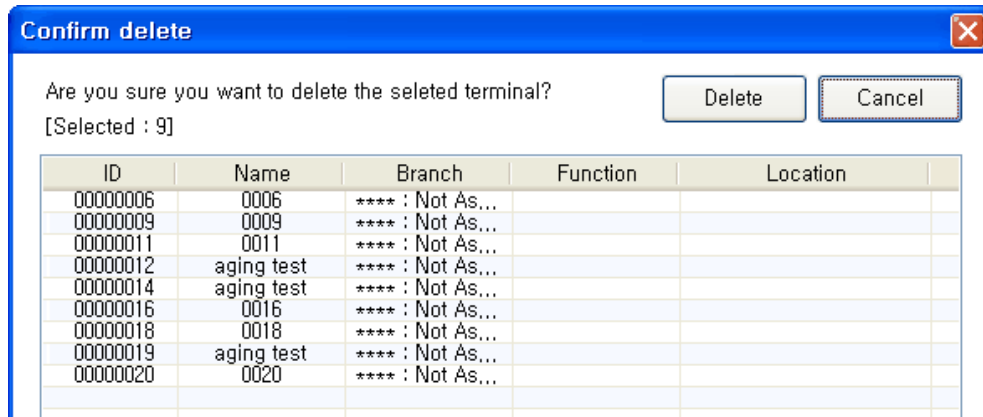 Confirm delete
Are you sure you want to delete the seleted terminal?
Delete
Cancel
[Selected : 9]
ID Name Branch Function Location
00000006 0006 **** : Not As...
00000009 0009 **** : Not As...
00000011 0011 **** : Not As...
00000012 aging test **** : Not As...
00000014 aging test **** : Not As...
00000016 0016 **** : Not As...
00000018 0018 **** : Not As...
00000019 aging test **** : Not As...
00000020 0020 **** : Not As...